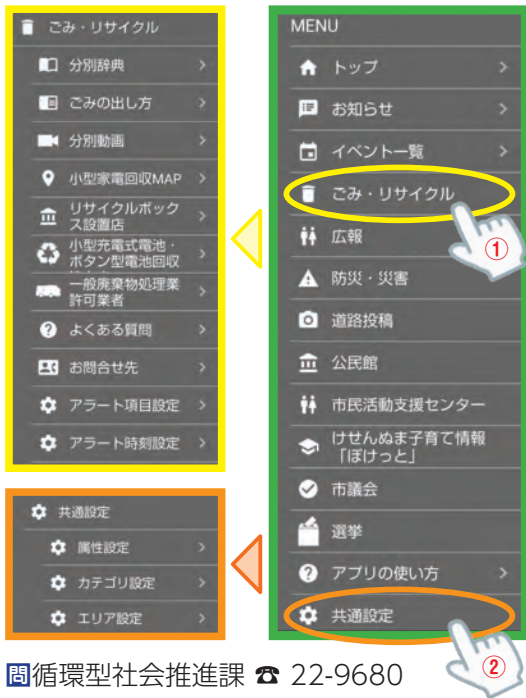 ごみ・リサイクル
分別辞典
ごみの出し方
分別動画
小型家電回収MAP
リサイクルボック
ス設置店
小型充電式電池・
ボタン型電池回収
一般廃棄物処理業
許可業者
よくある質問
お問合せ先
アラート項目設定
アラート時刻設定
共通設定
属性設定
カテゴリ設定
エリア設定
MENU
トップ
お知らせ
イベント一覧
ごみ・リサイクル
①
広報
防災・災害
道路投稿
公民館
市民活動支援センター
けせんぬま子育て情報
「ぽけっと」
市議会
選挙
アプリの使い方
共通設定
②
問循環型社会推進課 ☎ 22-9680